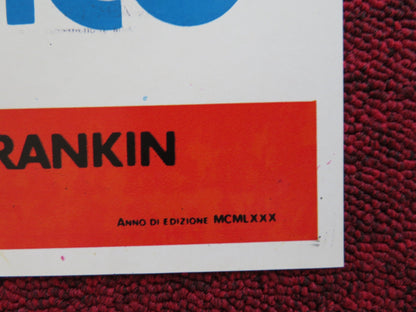 RANKIN
ANNO DI EDIZIONE MCMLXXX